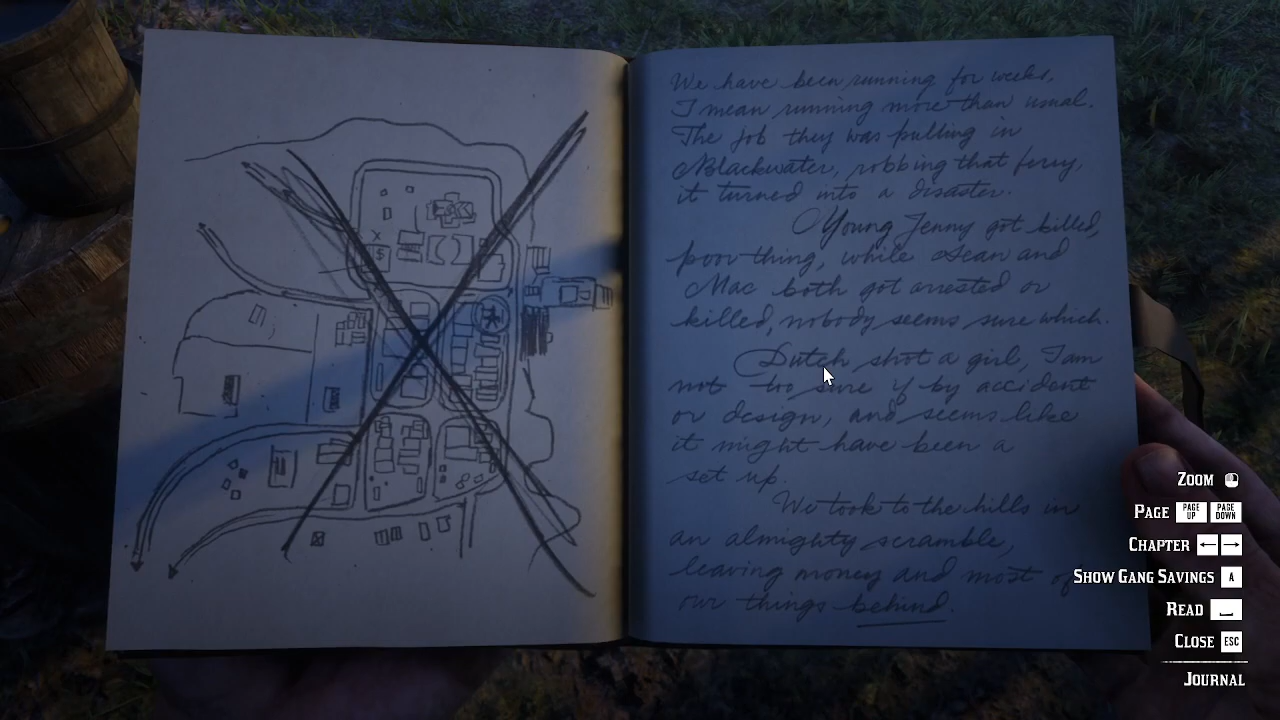 We have been running for weeks,
I mean running more than usual.
The job they was pulling in
Blackwater, robbing that ferry,
it turned into a disaster.
Young Jenny got killed,
poor thing, while Sean and
Mac both got arrested or
killed, nobody seems sure which.
Dutch shot a girl, I am
not too sure if by accident
or design, and seems like
it might have been a
set up.
We took to the hills in
an almighty scramble,
leaving money and most of
our things behind.
X
$
ZOOM
PAGE PAGE UP PAGE DOWN
CHAPTER ← →
SHOW GANG SAVINGS A
READ
CLOSE ESC
JOURNAL